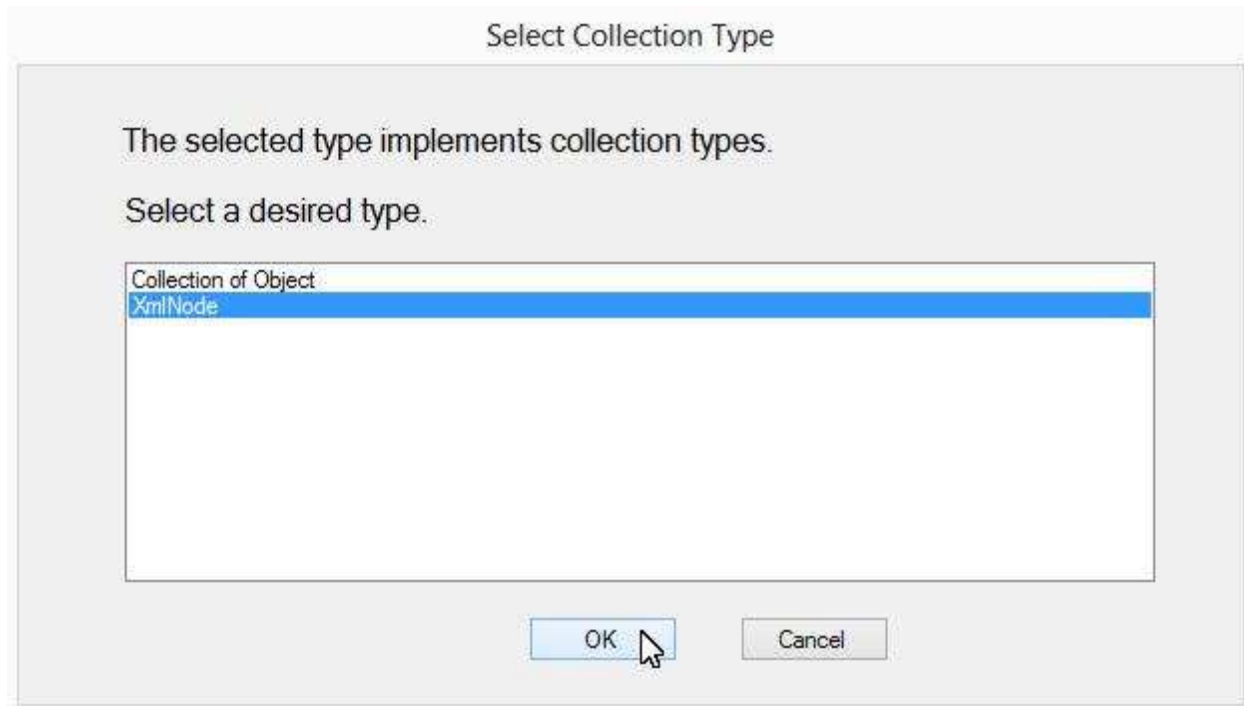 Select Collection Type
The selected type implements collection types.
Select a desired type.
Collection of Object
XmlNode
OK Cancel